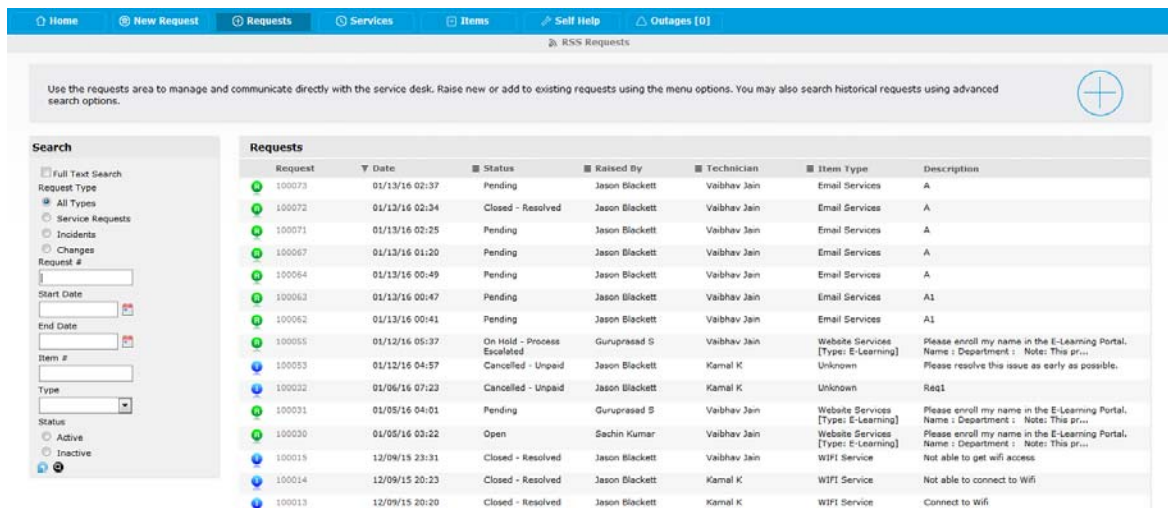 Home New Request Requests Services Items Self Help Outages [0]
RSS Requests
Use the requests area to manage and communicate directly with the service desk. Raise new or add to existing requests using the menu options. You may also search historical requests using advanced
search options.
Search
Full Text Search
Request Type
All Types
Service Requests
Incidents
Changes
Request #
Start Date
End Date
Item #
Type
Status
Active
Inactive
Requests
Request Date Status Raised By Technician Item Type Description
R 100073 01/13/16 02:37 Pending Jason Blackett Vaibhav Jain Email Services A
R 100072 01/13/16 02:34 Closed - Resolved Jason Blackett Vaibhav Jain Email Services A
R 100071 01/13/16 02:25 Pending Jason Blackett Vaibhav Jain Email Services A
R 100067 01/13/16 01:20 Pending Jason Blackett Vaibhav Jain Email Services A
R 100064 01/13/16 00:49 Pending Jason Blackett Vaibhav Jain Email Services A
R 100063 01/13/16 00:47 Pending Jason Blackett Vaibhav Jain Email Services A1
R 100062 01/13/16 00:41 Pending Jason Blackett Vaibhav Jain Email Services A1
R 100055 01/12/16 05:37 On Hold - Process Guruprasad S Vaibhav Jain Website Services Please enroll my name in the E-Learning Portal.
Escalated [Type: E-Learning] Name : Department : Note: This pr...
I 100053 01/12/16 04:57 Cancelled - Unpaid Jason Blackett Kamal K Unknown Please resolve this issue as early as possible.
I 100032 01/06/16 07:23 Cancelled - Unpaid Jason Blackett Kamal K Unknown Req1
R 100031 01/05/16 04:01 Pending Guruprasad S Vaibhav Jain Website Services Please enroll my name in the E-Learning Portal.
[Type: E-Learning] Name : Department : Note: This pr...
R 100030 01/05/16 03:22 Open Sachin Kumar Vaibhav Jain Website Services Please enroll my name in the E-Learning Portal.
[Type: E-Learning] Name : Department : Note: This pr...
I 100015 12/09/15 23:31 Closed - Resolved Jason Blackett Vaibhav Jain WIFI Service Not able to get wifi access
I 100014 12/09/15 20:23 Closed - Resolved Jason Blackett Kamal K WIFI Service Not able to connect to Wifi
I 100013 12/09/15 20:20 Closed - Resolved Jason Blackett Kamal K WIFI Service Connect to Wifi